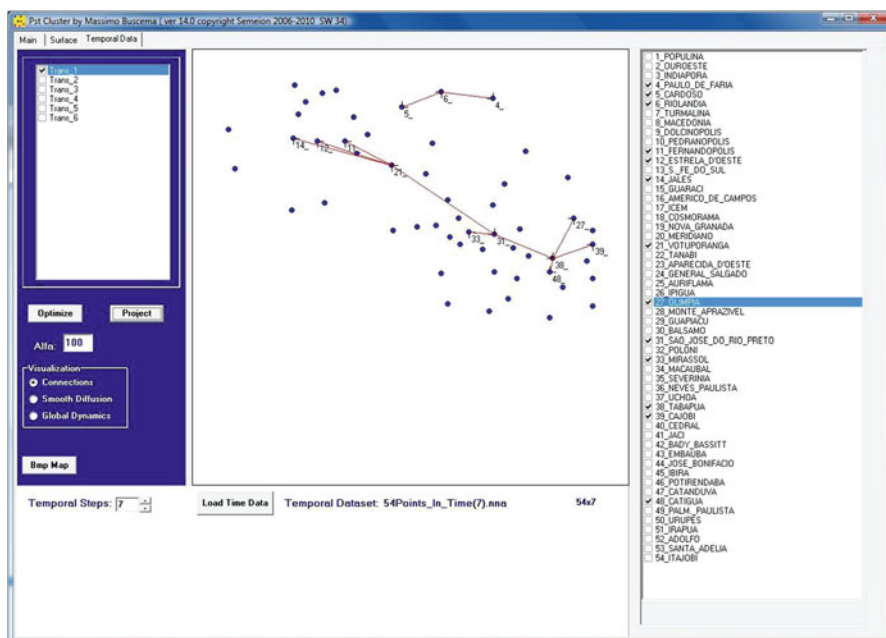 Pst Cluster by Massimo Buscema ( ver 14.0 copyright Semeion 2006-2010 SW 34)
Main Surface Temporal Data
Trans_1
Trans_2
Trans_3
Trans_4
Trans_5
Trans_6
Optimize Project
Alfa: 100
Visualization
Connections
Smooth Diffusion
Global Dynamics
Bmp Map
5_
6_
4_
14_
12_
11_
21_
33_
31_
27_
39_
38_
48_
Temporal Steps: 7
Load Time Data
Temporal Dataset: 54Points_In_Time(7).nna
54x7
1_POPULINA
2_OUROESTE
3_INDIAPORA
4_PAULO_DE_FARIA
5_CARDOSO
6_RIOLANDIA
7_TURMALINA
8_MACEDONIA
9_DOLCINOPOLIS
10_PEDRANOPOLIS
11_FERNANDOPOLIS
12_ESTRELA_D'OESTE
13_S._FE_DO_SUL
14_JALES
15_GUARACI
16_AMERICO_DE_CAMPOS
17_ICEM
18_COSMORAMA
19_NOVA_GRANADA
20_MERIDIANO
21_VOTUPORANGA
22_TANABI
23_APARECIDA_D'OESTE
24_GENERAL_SALGADO
25_AURIFLAMA
26_IPIGUA
27_OLIMPIA
28_MONTE_APRAZIVEL
29_GUAPIACU
30_BALSAMO
31_SAO_JOSE_DO_RIO_PRETO
32_POLONI
33_MIRASSOL
34_MACAUBAL
35_SEVERINIA
36_NEVES_PAULISTA
37_UCHOA
38_TABAPUA
39_CAJOBI
40_CEDRAL
41_JACI
42_BADY_BASSITT
43_EMBAUBA
44_JOSE_BONIFACIO
45_IBIRA
46_POTIRENDABA
47_CATANDUVA
48_CATIGUA
49_PALM._PAULISTA
50_URUPES
51_IRAPUA
52_ADOLFO
53_SANTA_ADELIA
54_ITAJOBI